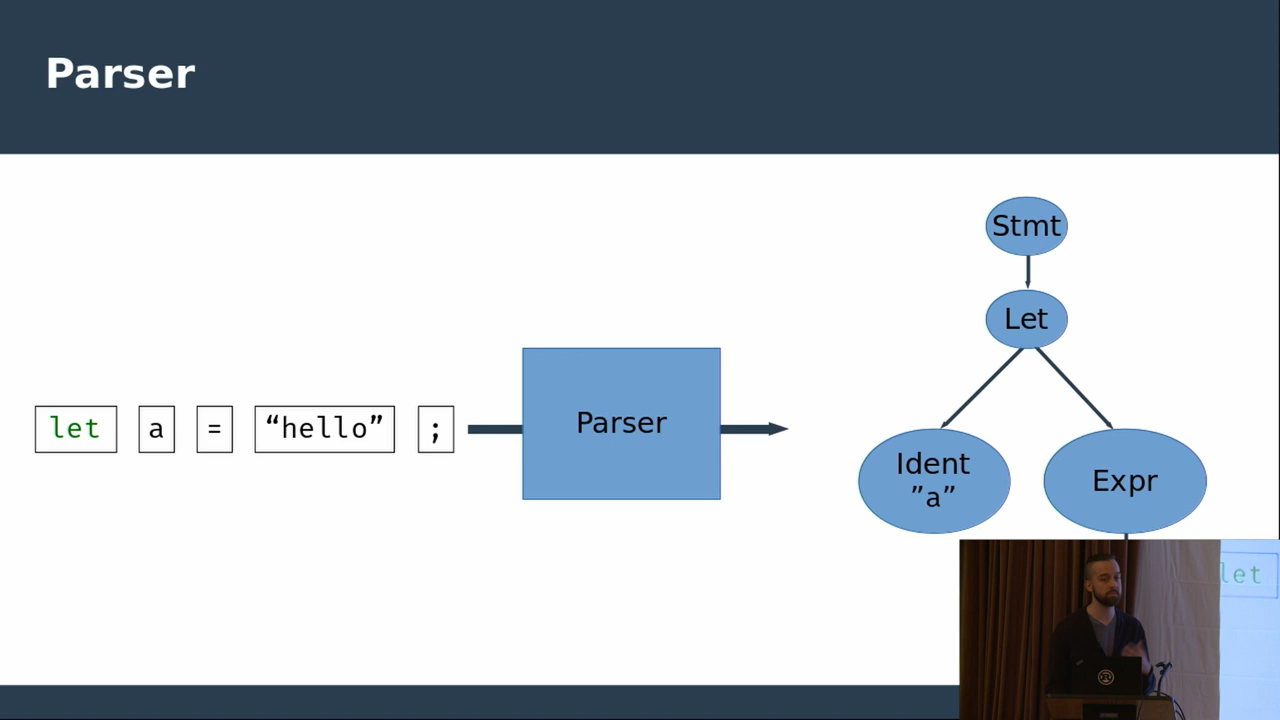 Parser
Stmt
Let
let a = “hello” ;
Parser
Ident
”a”
Expr
let